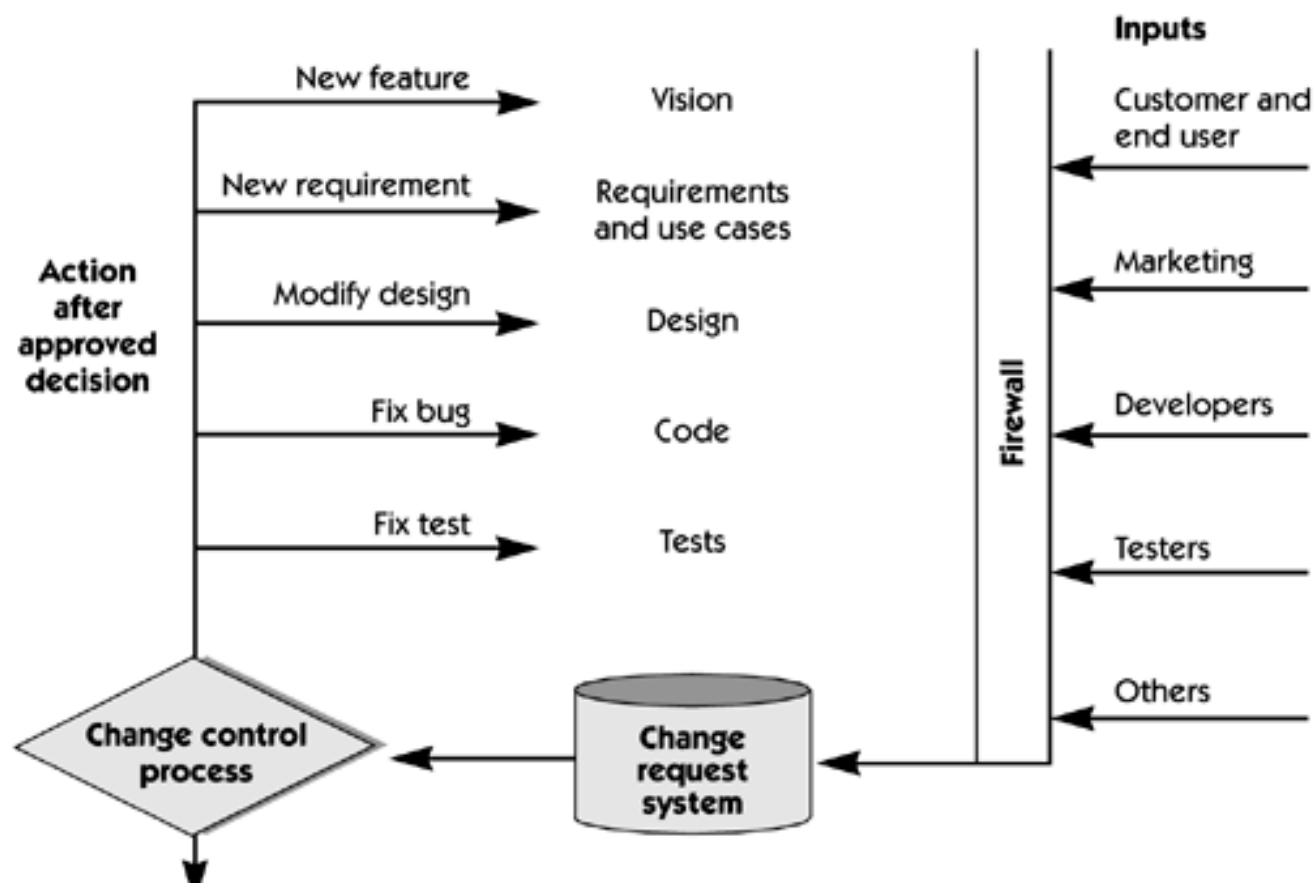 Inputs
New feature
Vision
Customer and
end user
New requirement
Requirements
and use cases
Action
after
approved
decision
Marketing
Modify design
Design
Firewall
Developers
Fix bug
Code
Fix test
Tests
Testers
Others
Change control
process
Change
request
system